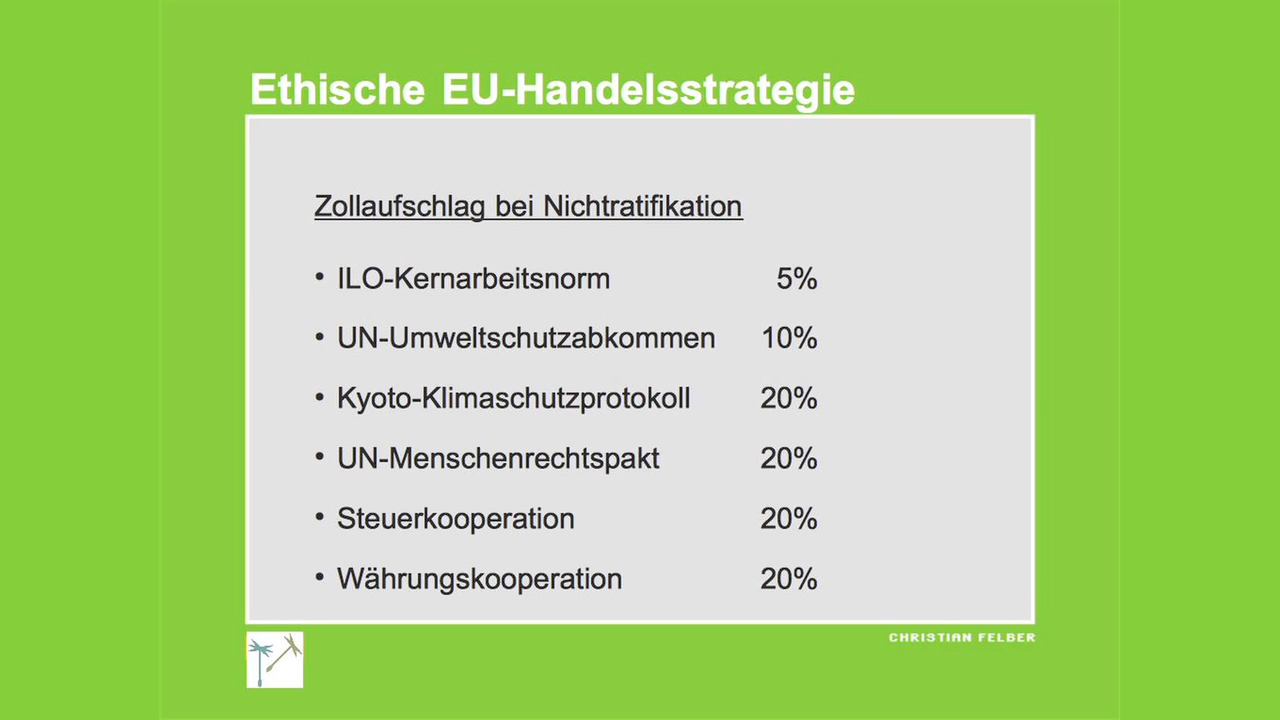 Ethische EU-Handelsstrategie
Zollaufschlag bei Nichtratifikation
• ILO-Kernarbeitsnorm 5%
• UN-Umweltschutzabkommen 10%
• Kyoto-Klimaschutzprotokoll 20%
• UN-Menschenrechtspakt 20%
• Steuerkooperation 20%
• Währungskooperation 20%
CHRISTIAN FELBER